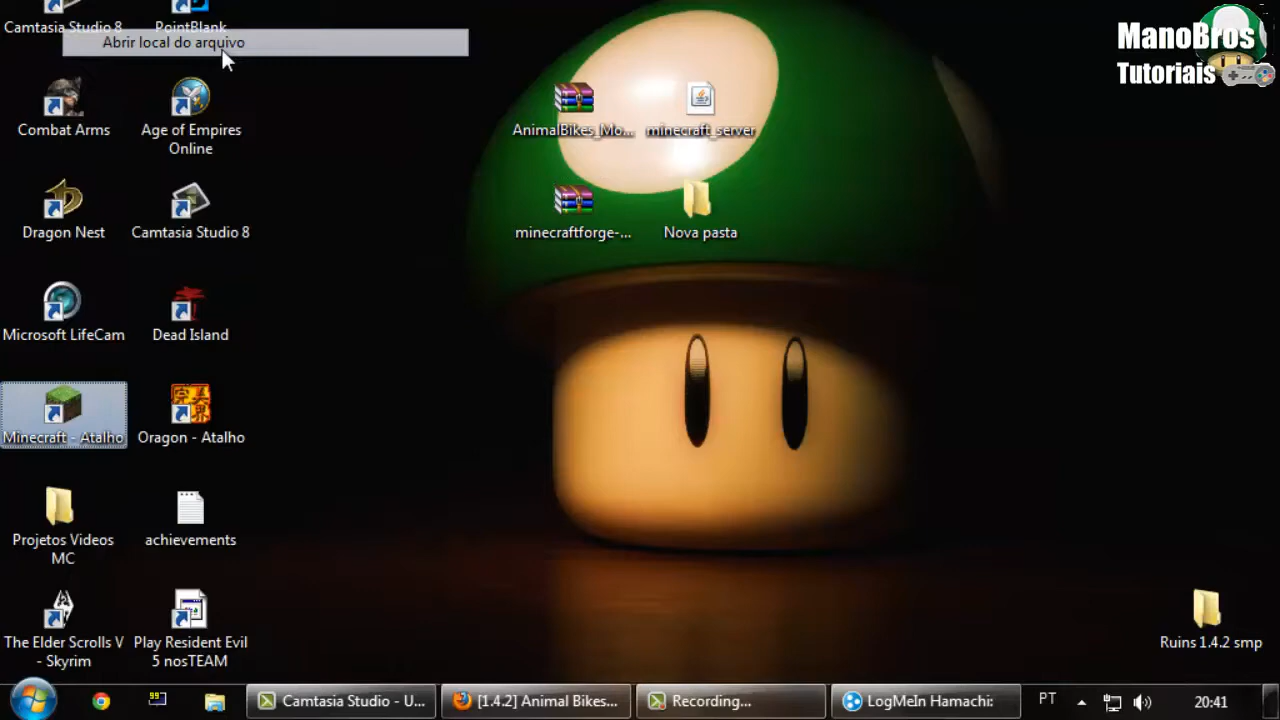 Camtasia Studio 8
PointBlank
Abrir local do arquivo
ManoBros
Tutoriais
Combat Arms
Age of Empires
Online
AnimalBikes_Mo...
minecraft_server
Dragon Nest
Camtasia Studio 8
minecraftforge-...
Nova pasta
Microsoft LifeCam
Dead Island
Minecraft - Atalho
Oragon - Atalho
Projetos Videos
MC
achievements
The Elder Scrolls V
- Skyrim
Play Resident Evil
5 nosTEAM
Ruins 1.4.2 smp
99
Camtasia Studio - U...
[1.4.2] Animal Bikes...
Recording...
LogMeIn Hamachi:
PT
20:41